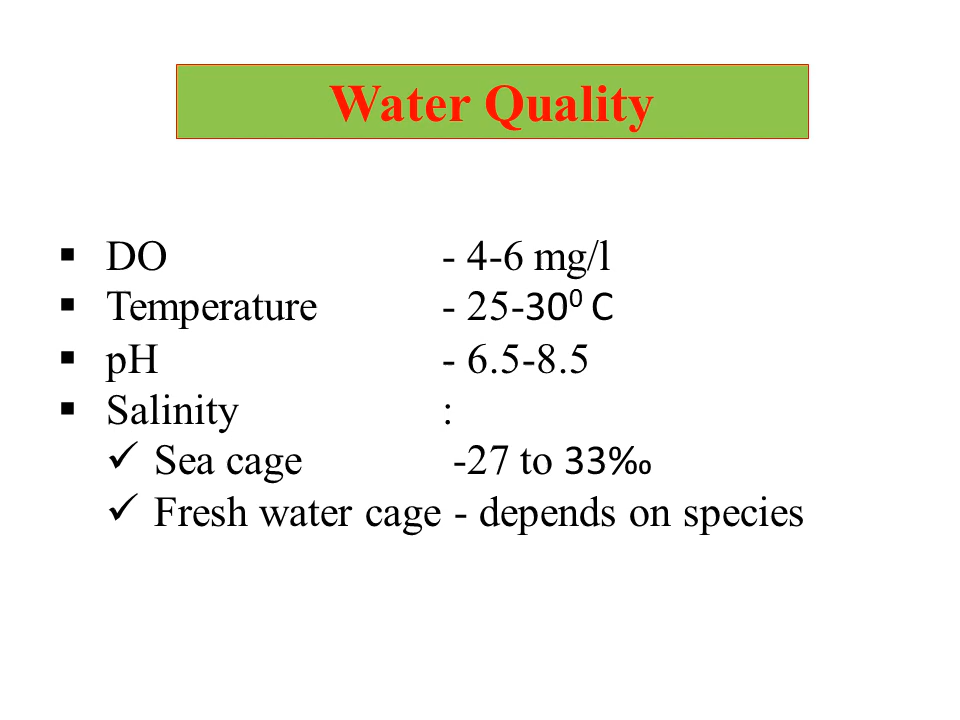 Water Quality
▪ DO - 4-6 mg/l
▪ Temperature - 25-30⁰ C
▪ pH - 6.5-8.5
▪ Salinity :
✓ Sea cage -27 to 33‰
✓ Fresh water cage - depends on species